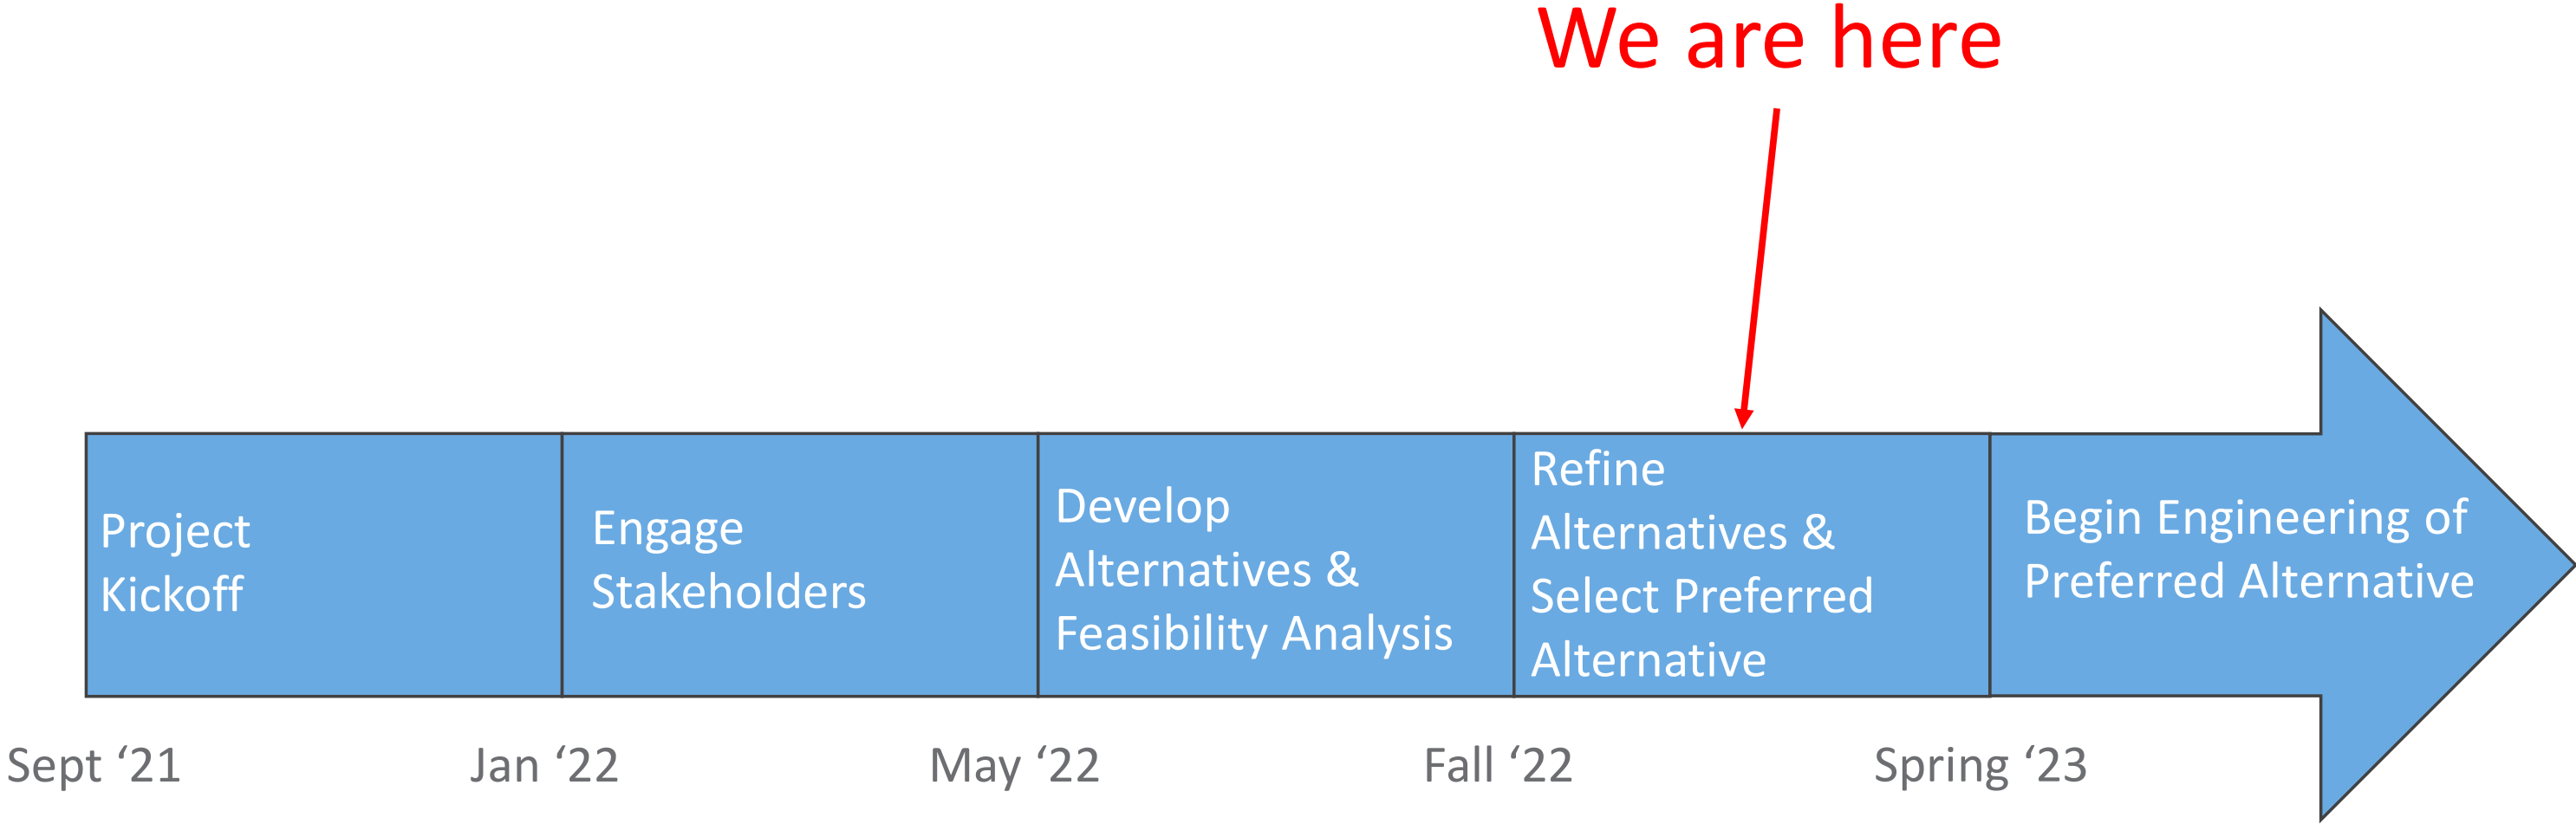 We are here
Project
Kickoff
Engage
Stakeholders
Develop
Alternatives &
Feasibility Analysis
Refine
Alternatives &
Select Preferred
Alternative
Begin Engineering of
Preferred Alternative
Sept ‘21
Jan ‘22
May ‘22
Fall ‘22
Spring ‘23